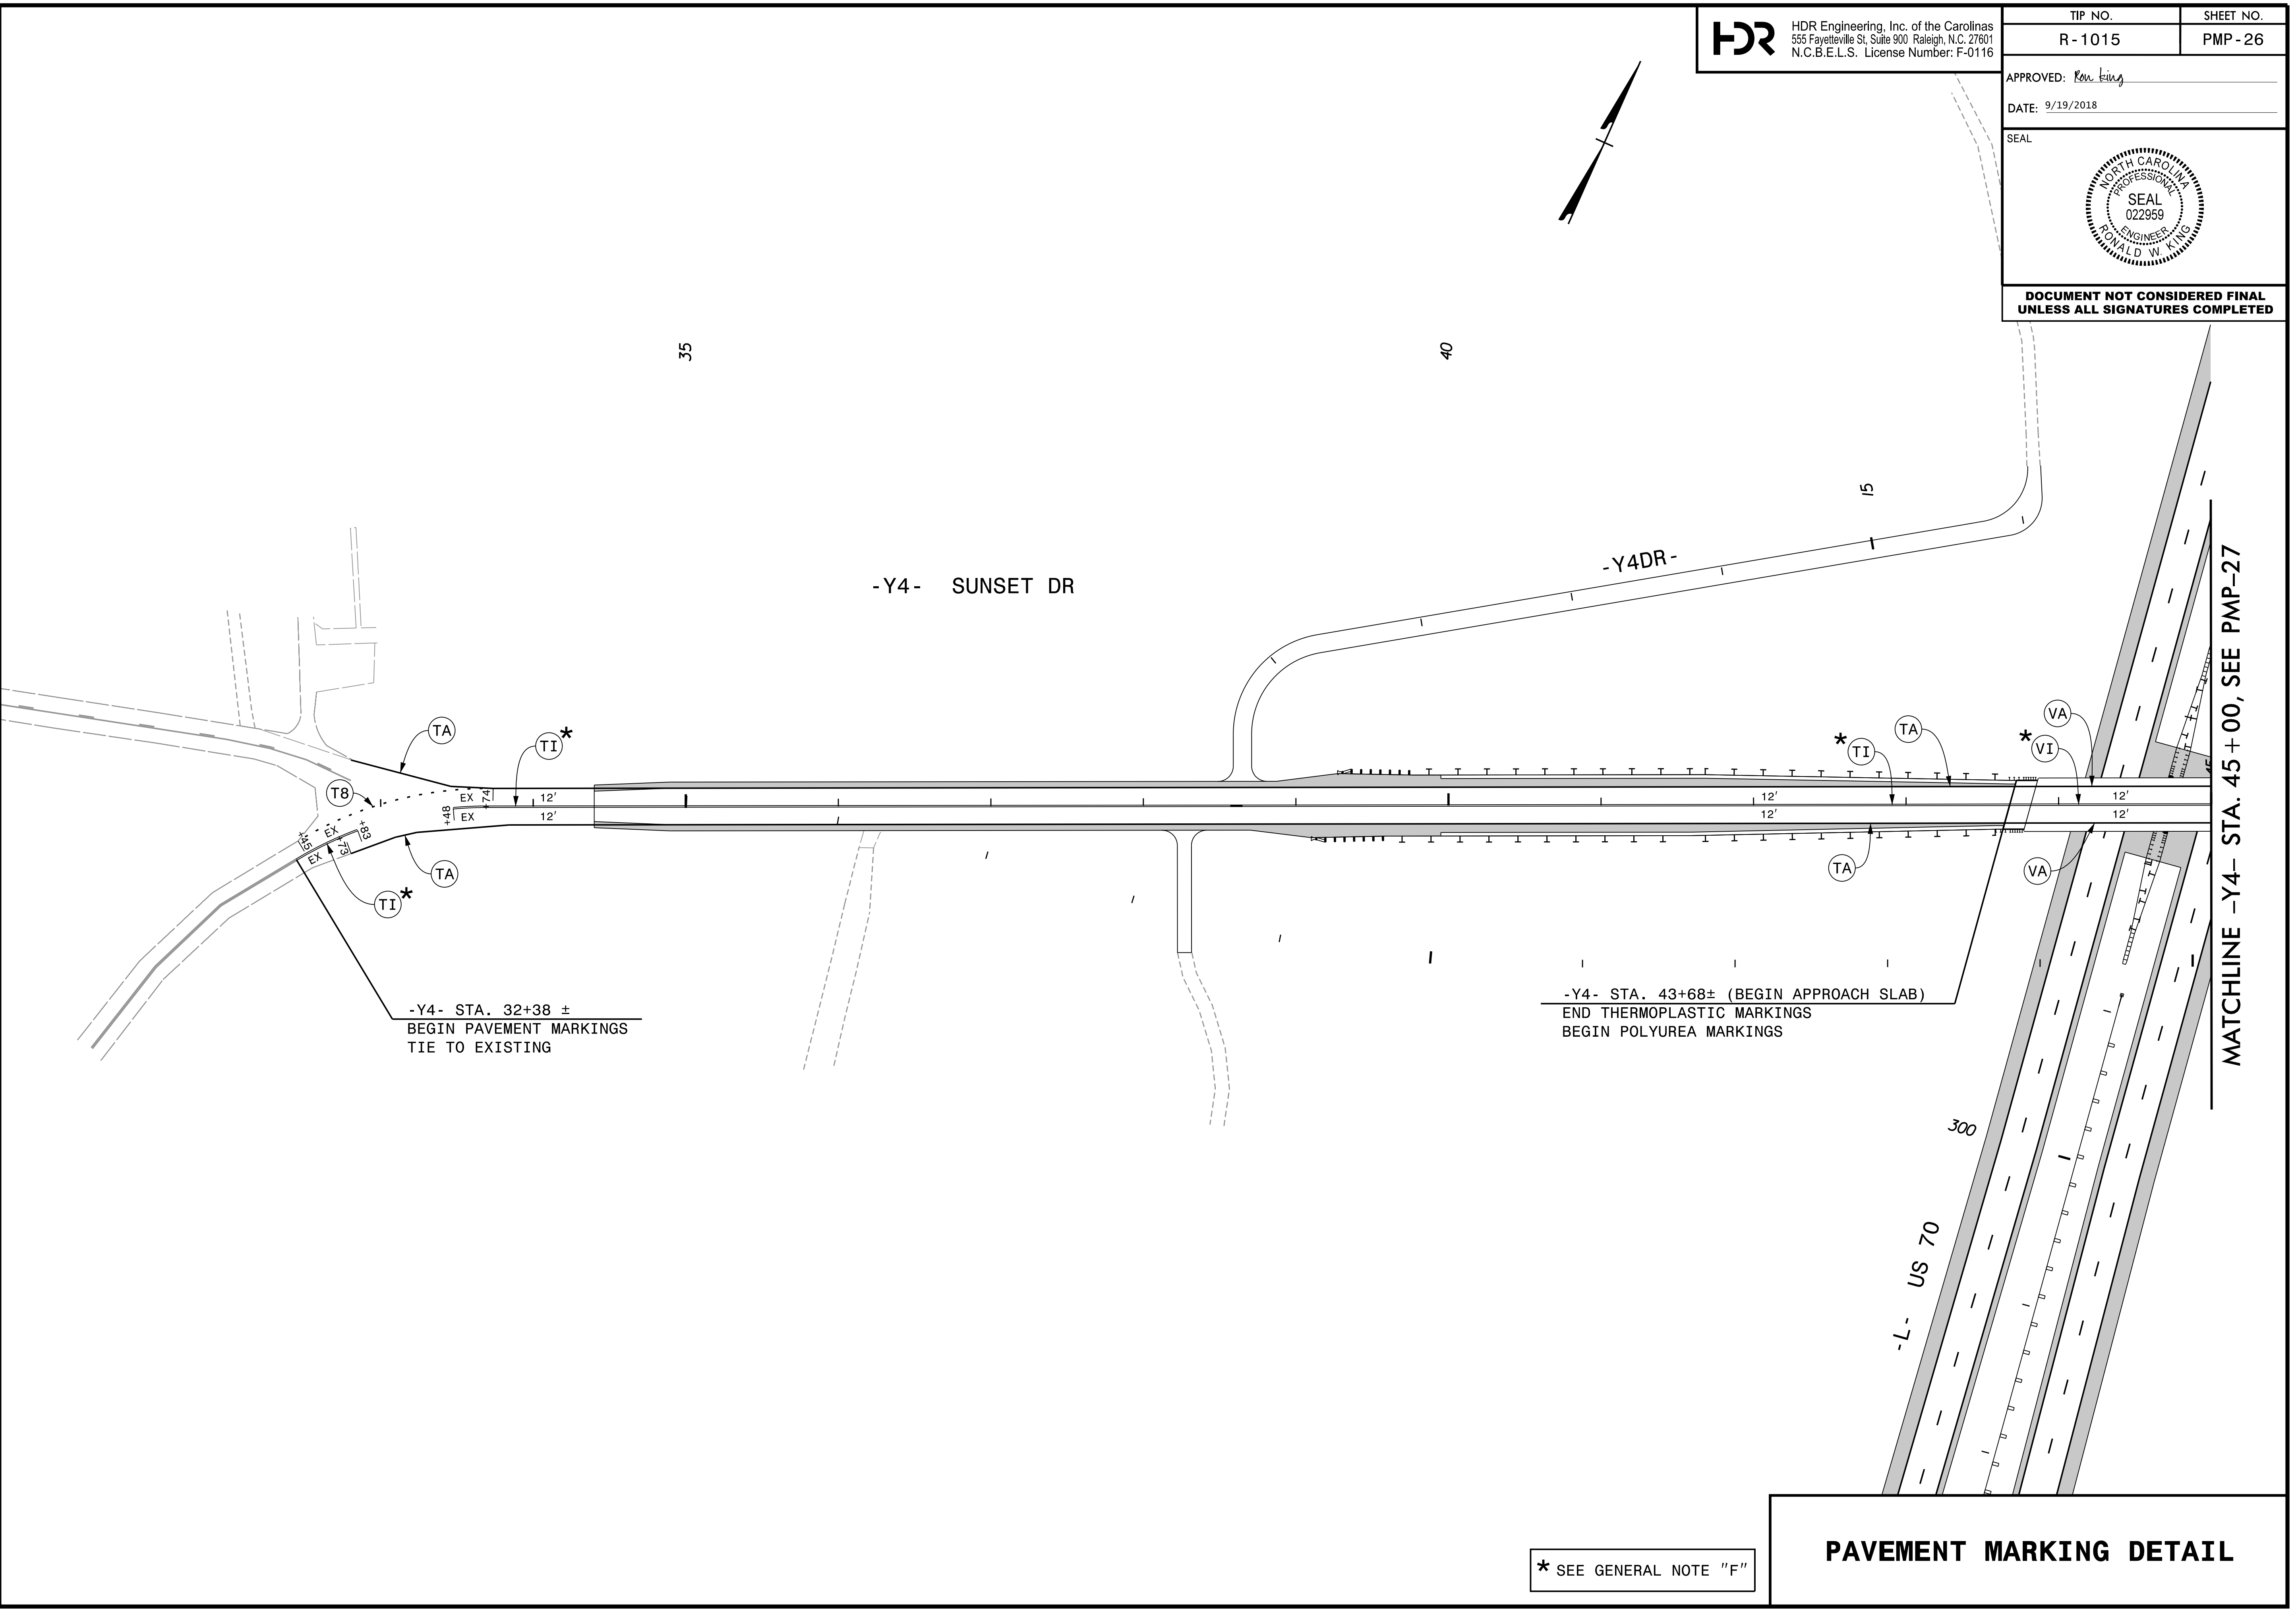 HDR
HDR Engineering, Inc. of the Carolinas
555 Fayetteville St, Suite 900 Raleigh, N.C. 27601
N.C.B.E.L.S. License Number: F-0116
TIP NO.
SHEET NO.
R-1015
PMP-26
APPROVED: Ron King
DATE: 9/19/2018
SEAL
NORTH CAROLINA
PROFESSIONAL
SEAL
022959
ENGINEER
RONALD W. KING
DOCUMENT NOT CONSIDERED FINAL
UNLESS ALL SIGNATURES COMPLETED
35
40
15
-Y4- SUNSET DR
-Y4DR-
MATCHLINE -Y4- STA. 45+00, SEE PMP-27
TA
TI*
T8
EX
+74
12'
+48
EX
12'
+45
EX
+83
EX
+73
TA
TI*
*TI
TA
VA
*VI
45
12'
12'
12'
12'
TA
VA
-Y4- STA. 32+38 ±
BEGIN PAVEMENT MARKINGS
TIE TO EXISTING
-Y4- STA. 43+68± (BEGIN APPROACH SLAB)
END THERMOPLASTIC MARKINGS
BEGIN POLYUREA MARKINGS
300
-L- US 70
* SEE GENERAL NOTE "F"
PAVEMENT MARKING DETAIL